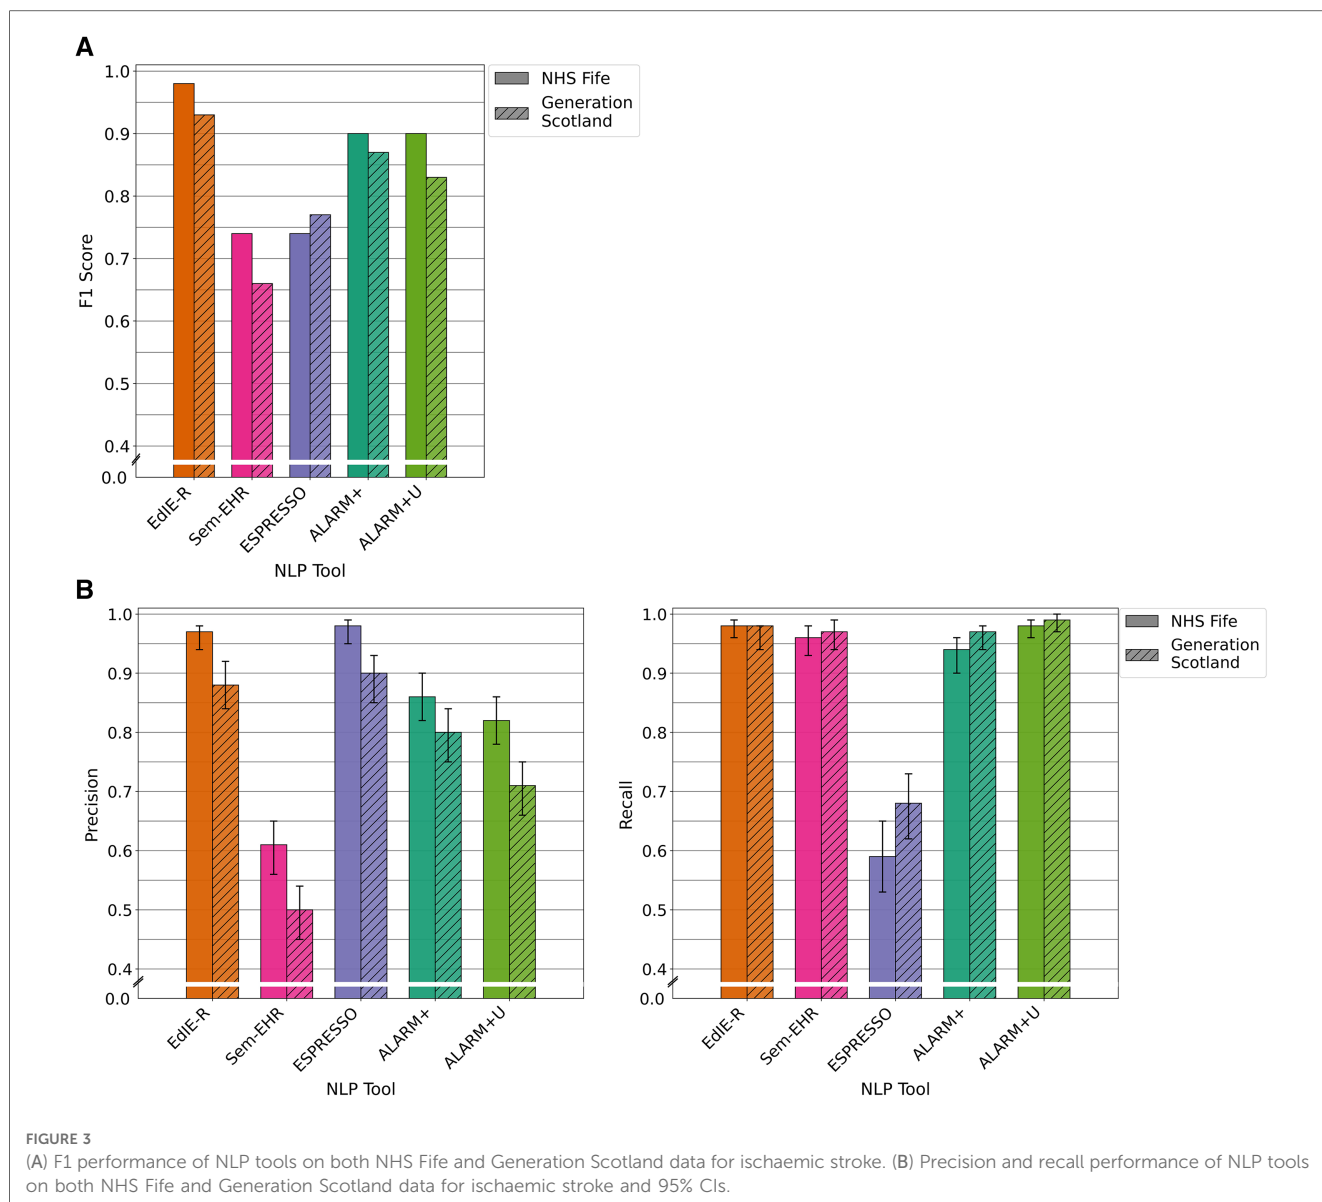 A
1.0
0.9
0.8
0.7
0.6
0.5
0.4
0.0
F1 Score
EdIE-R
Sem-EHR
ESPRESSO
ALARM+
ALARM+U
NLP Tool
NHS Fife
Generation
Scotland
B
1.0
0.9
0.8
0.7
0.6
0.5
0.4
0.0
Precision
EdIE-R
Sem-EHR
ESPRESSO
ALARM+
ALARM+U
NLP Tool
1.0
0.9
0.8
0.7
0.6
0.5
0.4
0.0
Recall
EdIE-R
Sem-EHR
ESPRESSO
ALARM+
ALARM+U
NLP Tool
NHS Fife
Generation
Scotland
FIGURE 3
(A) F1 performance of NLP tools on both NHS Fife and Generation Scotland data for ischaemic stroke. (B) Precision and recall performance of NLP tools
on both NHS Fife and Generation Scotland data for ischaemic stroke and 95% CIs.